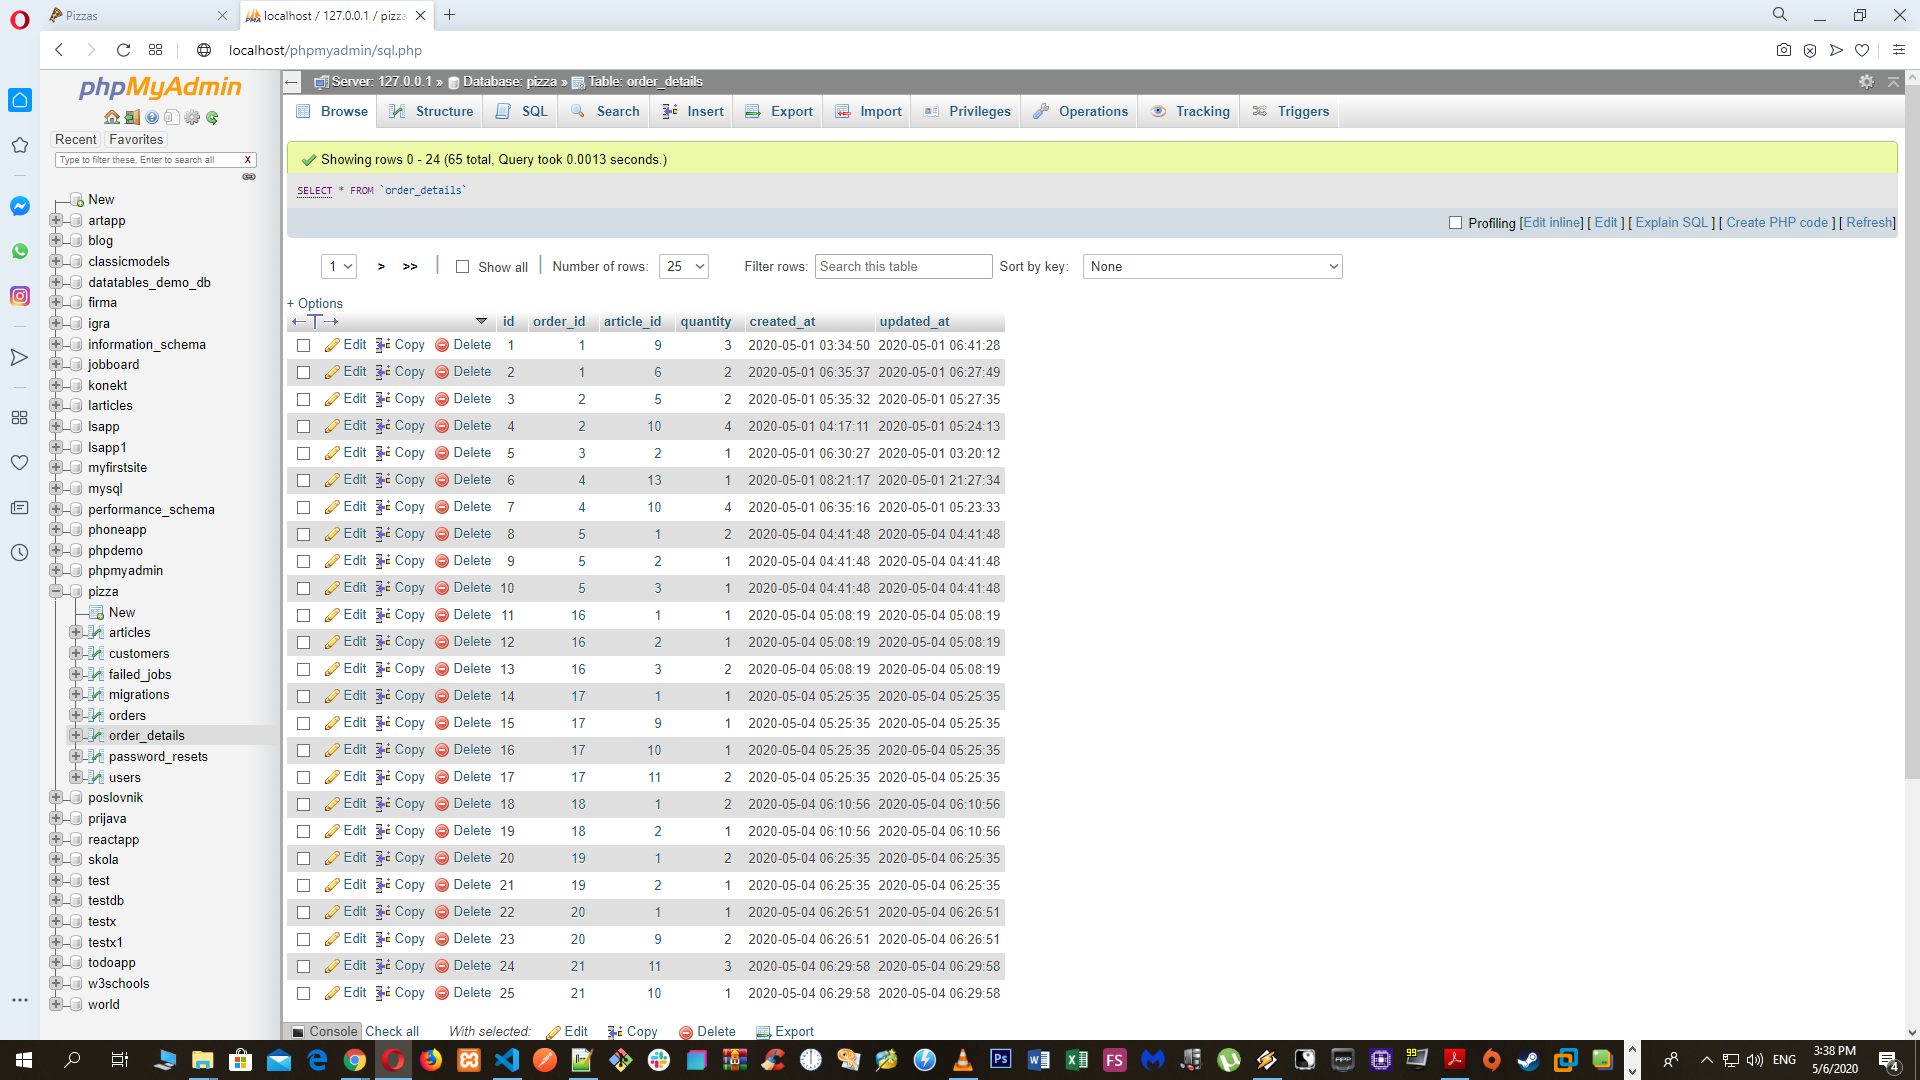 Pizzas
localhost / 127.0.0.1 / pizza
localhost/phpmyadmin/sql.php
phpMyAdmin
Recent Favorites
Type to filter these, Enter to search all X
New
artapp
blog
classicmodels
datatables_demo_db
firma
igra
information_schema
jobboard
konekt
larticles
lsapp
lsapp1
myfirstsite
mysql
performance_schema
phoneapp
phpdemo
phpmyadmin
pizza
New
articles
customers
failed_jobs
migrations
orders
order_details
password_resets
users
poslovnik
prijava
reactapp
skola
test
testdb
testx
testx1
todoapp
w3schools
world
Server: 127.0.0.1 » Database: pizza » Table: order_details
Browse Structure SQL Search Insert Export Import Privileges Operations Tracking Triggers
Showing rows 0 - 24 (65 total, Query took 0.0013 seconds.)
SELECT * FROM `order_details`
Profiling [Edit inline] [ Edit ] [ Explain SQL ] [ Create PHP code ] [ Refresh]
1 > >> Show all Number of rows: 25 Filter rows: Search this table Sort by key: None
+ Options
id order_id article_id quantity created_at updated_at
Edit Copy Delete 1 1 9 3 2020-05-01 03:34:50 2020-05-01 06:41:28
Edit Copy Delete 2 1 6 2 2020-05-01 06:35:37 2020-05-01 06:27:49
Edit Copy Delete 3 2 5 2 2020-05-01 05:35:32 2020-05-01 05:27:35
Edit Copy Delete 4 2 10 4 2020-05-01 04:17:11 2020-05-01 05:24:13
Edit Copy Delete 5 3 2 1 2020-05-01 06:30:27 2020-05-01 03:20:12
Edit Copy Delete 6 4 13 1 2020-05-01 08:21:17 2020-05-01 21:27:34
Edit Copy Delete 7 4 10 4 2020-05-01 06:35:16 2020-05-01 05:23:33
Edit Copy Delete 8 5 1 2 2020-05-04 04:41:48 2020-05-04 04:41:48
Edit Copy Delete 9 5 2 1 2020-05-04 04:41:48 2020-05-04 04:41:48
Edit Copy Delete 10 5 3 1 2020-05-04 04:41:48 2020-05-04 04:41:48
Edit Copy Delete 11 16 1 1 2020-05-04 05:08:19 2020-05-04 05:08:19
Edit Copy Delete 12 16 2 1 2020-05-04 05:08:19 2020-05-04 05:08:19
Edit Copy Delete 13 16 3 2 2020-05-04 05:08:19 2020-05-04 05:08:19
Edit Copy Delete 14 17 1 1 2020-05-04 05:25:35 2020-05-04 05:25:35
Edit Copy Delete 15 17 9 1 2020-05-04 05:25:35 2020-05-04 05:25:35
Edit Copy Delete 16 17 10 1 2020-05-04 05:25:35 2020-05-04 05:25:35
Edit Copy Delete 17 17 11 2 2020-05-04 05:25:35 2020-05-04 05:25:35
Edit Copy Delete 18 18 1 2 2020-05-04 06:10:56 2020-05-04 06:10:56
Edit Copy Delete 19 18 2 1 2020-05-04 06:10:56 2020-05-04 06:10:56
Edit Copy Delete 20 19 1 2 2020-05-04 06:25:35 2020-05-04 06:25:35
Edit Copy Delete 21 19 2 1 2020-05-04 06:25:35 2020-05-04 06:25:35
Edit Copy Delete 22 20 1 1 2020-05-04 06:26:51 2020-05-04 06:26:51
Edit Copy Delete 23 20 9 2 2020-05-04 06:26:51 2020-05-04 06:26:51
Edit Copy Delete 24 21 11 3 2020-05-04 06:29:58 2020-05-04 06:29:58
Edit Copy Delete 25 21 10 1 2020-05-04 06:29:58 2020-05-04 06:29:58
Console Check all With selected: Edit Copy Delete Export
ENG
3:38 PM
5/6/2020
4